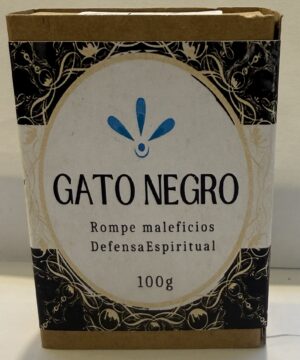 GATO NEGRO
Rompe maleficios
DefensaEspiritual
100g